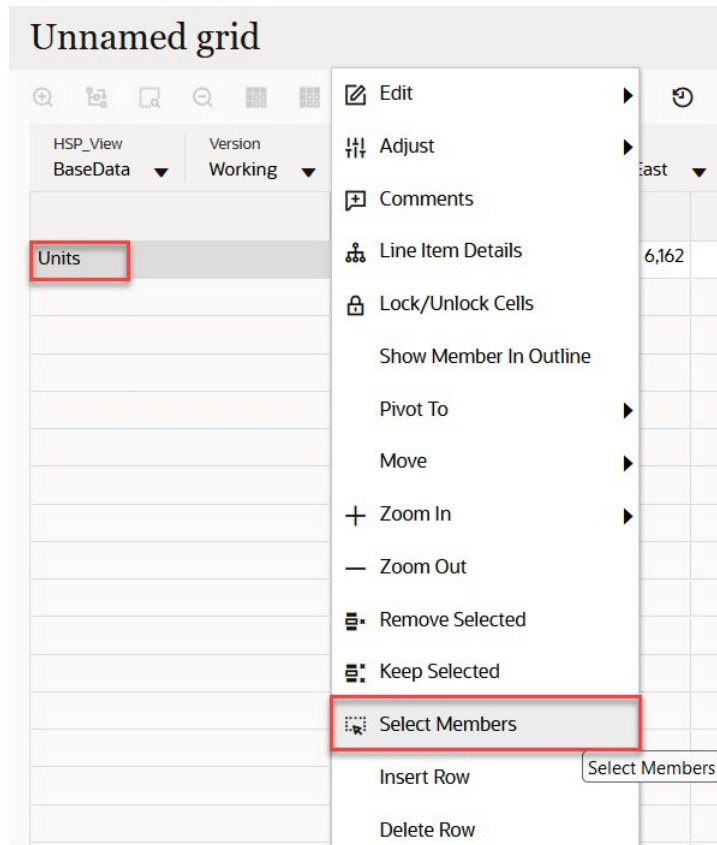 Unnamed grid
HSP_View Version
BaseData Working East
Units 6,162
Edit
Adjust
Comments
Line Item Details
Lock/Unlock Cells
Show Member In Outline
Pivot To
Move
Zoom In
Zoom Out
Remove Selected
Keep Selected
Select Members
Select Members
Insert Row
Delete Row